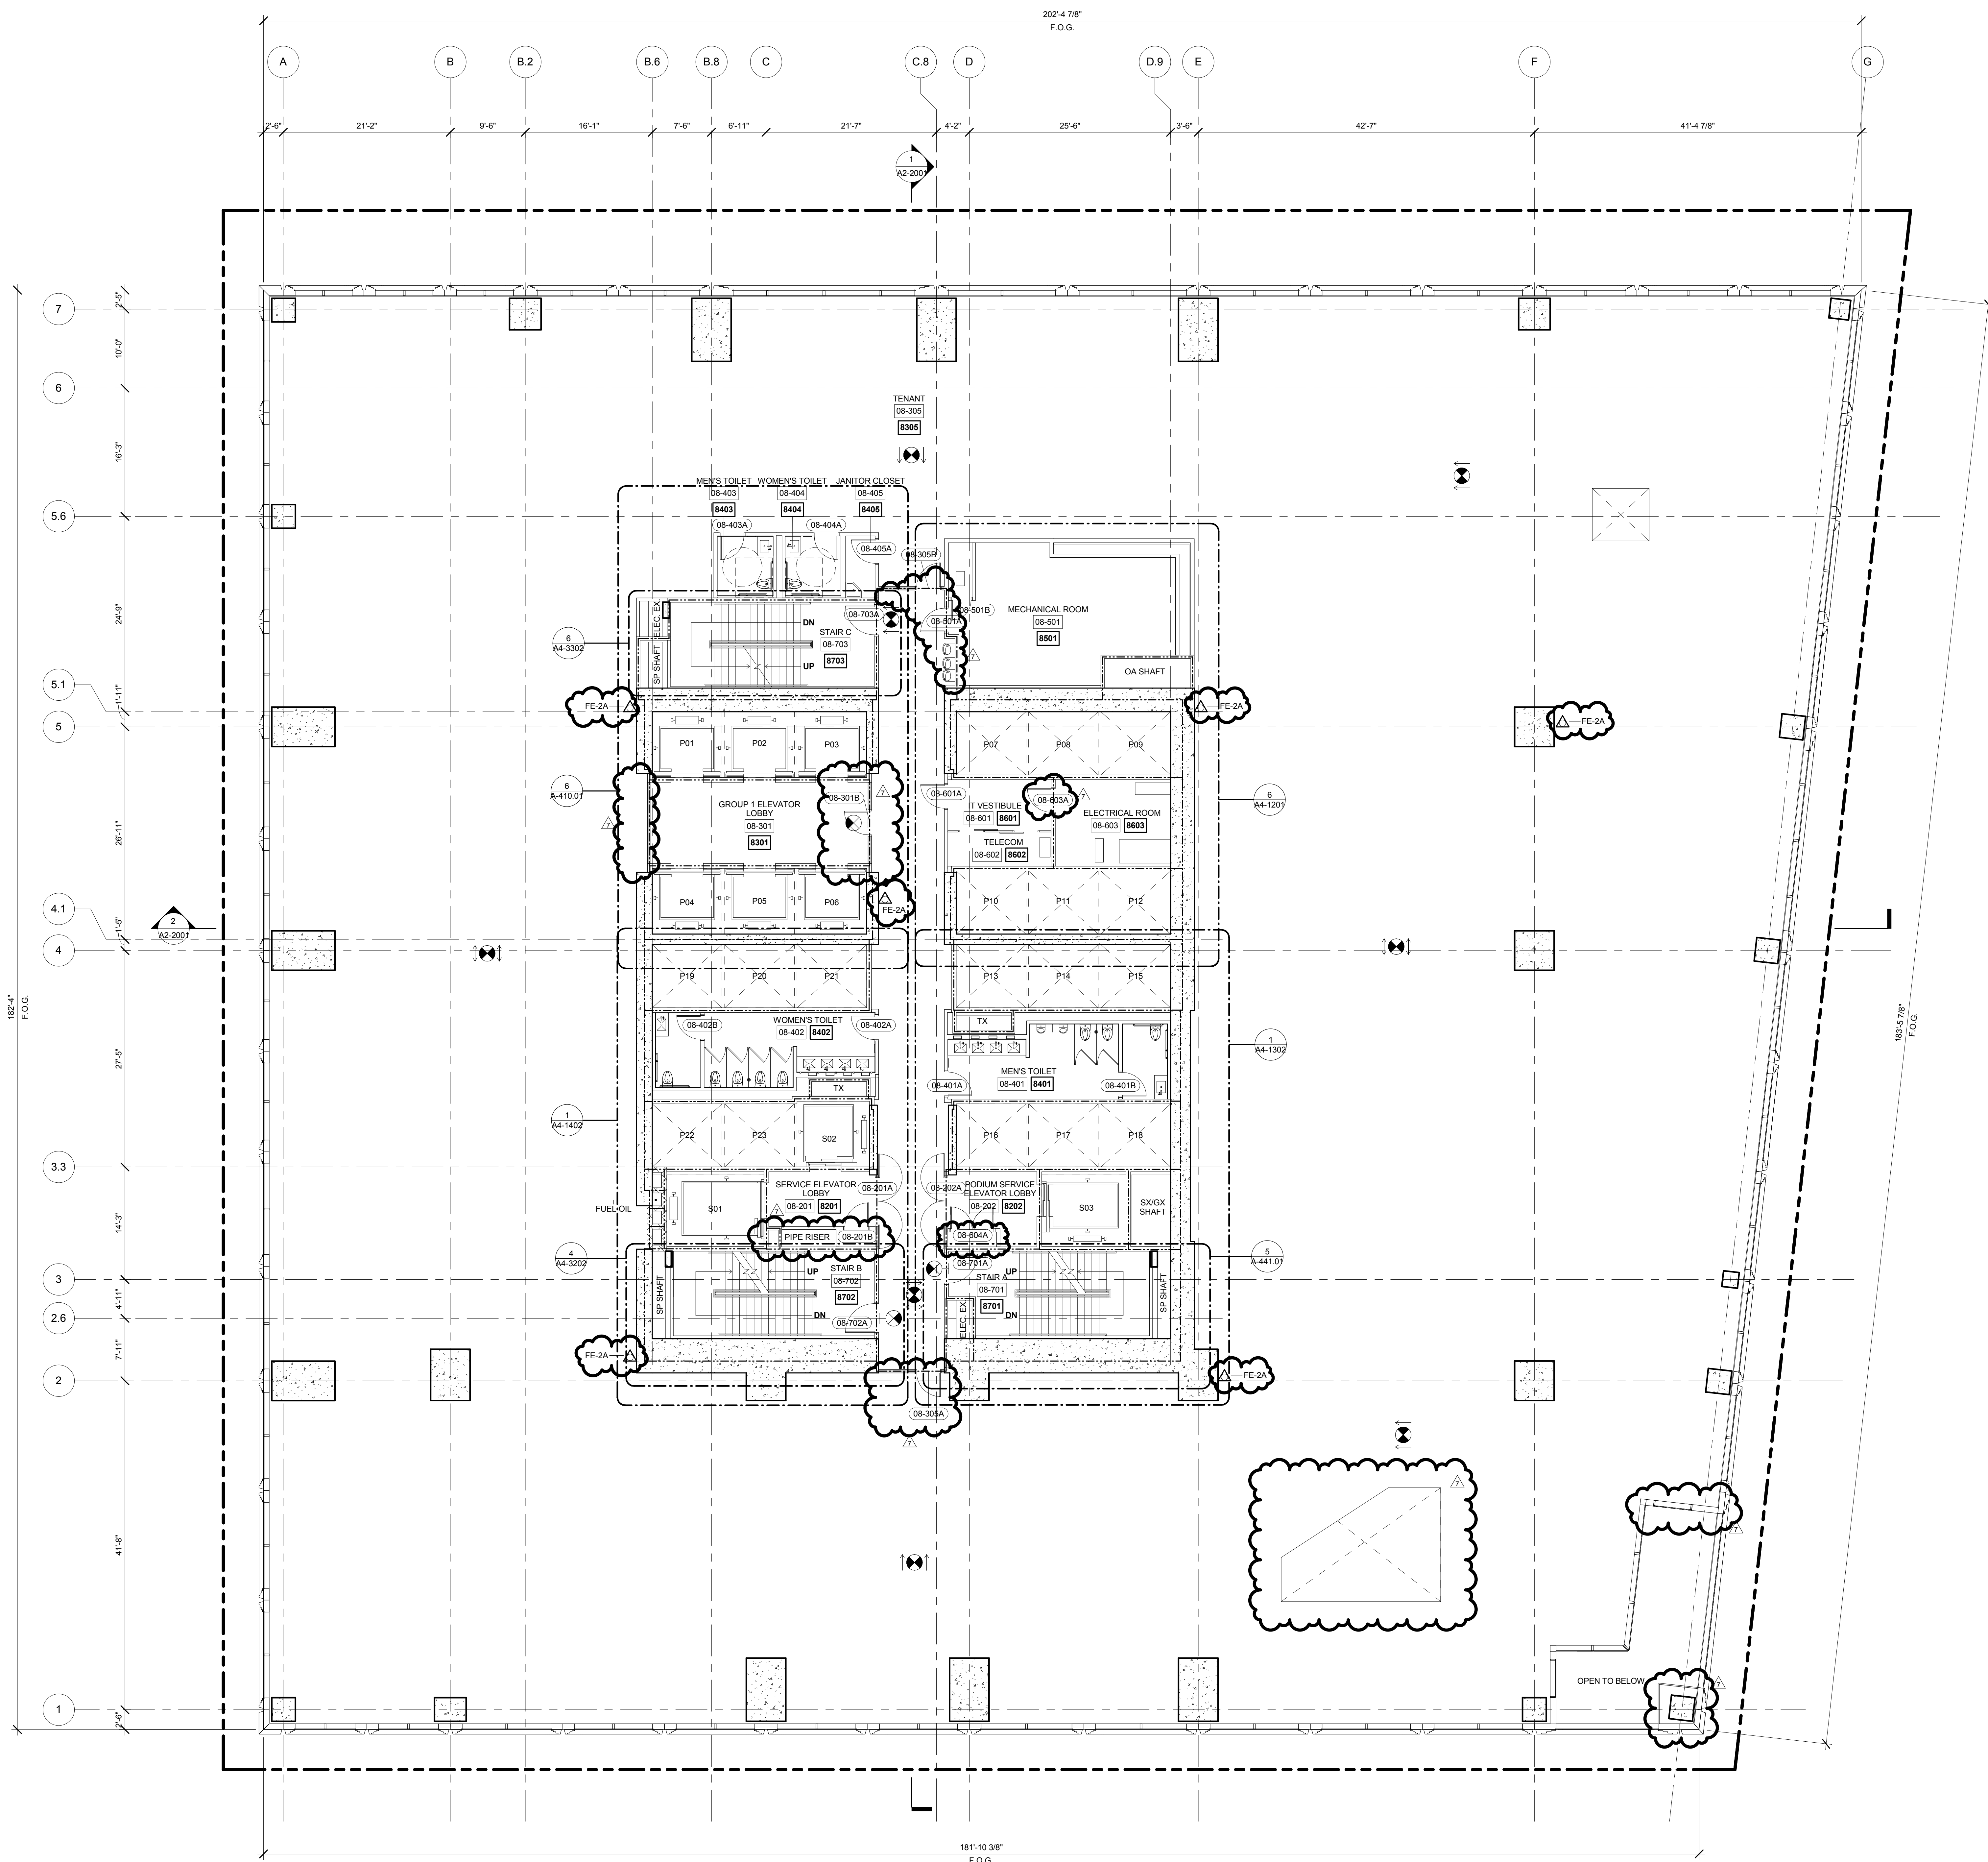 202'-4 7/8"
F.O.G.
A
B
B.2
B.6
B.8
C
C.8
D
D.9
E
F
G
2'-6"
21'-2"
9'-6"
16'-1"
7'-6"
6'-11"
21'-7"
4'-2"
25'-6"
3'-6"
42'-7"
41'-4 7/8"
1
A2-2001
7
6
5.6
5.1
5
4.1
4
3.3
3
2.6
2
1
2'-5"
10'-0"
16'-3"
24'-9"
1'-11"
26'-11"
1'-5"
27'-5"
14'-3"
4'-11"
7'-11"
41'-8"
2'-6"
182'-4"
F.O.G.
183'-5 7/8"
F.O.G.
2
A2-2001
TENANT
08-305
8305
MEN'S TOILET
08-403
8403
WOMEN'S TOILET
08-404
8404
JANITOR CLOSET
08-405
8405
08-403A
08-404A
08-405A
08-305B
08-703A
08-501A
08-501B
MECHANICAL ROOM
08-501
8501
OA SHAFT
6
A4-3302
ELEC. EX
SP SHAFT
DN
STAIR C
08-703
8703
UP
7
FE-2A
FE-2A
FE-2A
P01
P02
P03
P07
P08
P09
6
A-410.01
7
GROUP 1 ELEVATOR
LOBBY
08-301
8301
08-301B
7
08-601A
IT VESTIBULE
08-601 8601
08-603A
7
ELECTRICAL ROOM
08-603 8603
TELECOM
08-602 8602
6
A4-1201
P04
P05
P06
FE-2A
P10
P11
P12
P19
P20
P21
P13
P14
P15
08-402B
WOMEN'S TOILET
08-402 8402
08-402A
TX
TX
MEN'S TOILET
08-401 8401
08-401A
08-401B
1
A4-1302
1
A4-1402
P22
P23
S02
P16
P17
P18
FUEL OIL
S01
SERVICE ELEVATOR
LOBBY
08-201 8201
08-201A
7
PIPE RISER
08-201B
08-202A
PODIUM SERVICE
ELEVATOR LOBBY
08-202 8202
08-604A
S03
SX/GX
SHAFT
4
A4-3202
5
A-441.01
SP SHAFT
UP
STAIR B
08-702
8702
DN
08-702A
08-701A
STAIR A
08-701
8701
UP
DN
ELEC. EX
SP SHAFT
FE-2A
FE-2A
08-305A
7
7
7
OPEN TO BELOW
7
181'-10 3/8"
F.O.G.